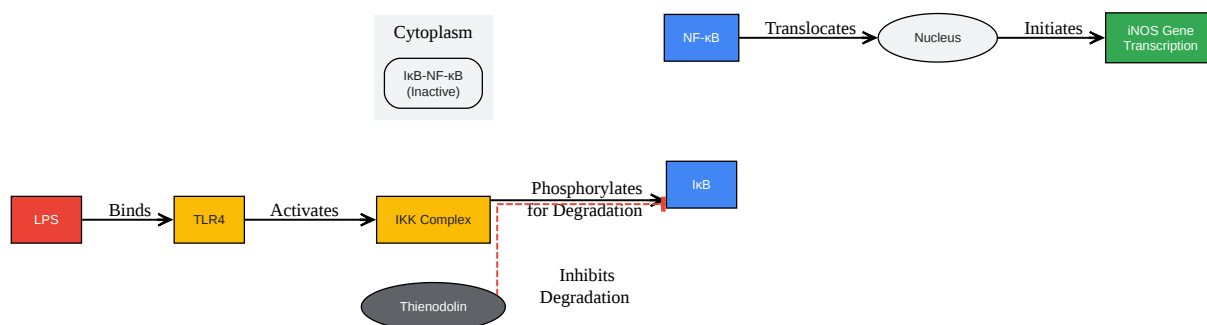 Cytoplasm
IκB-NF-κB
(Inactive)
NF-κB
Translocates
Nucleus
Initiates
iNOS Gene
Transcription
LPS
Binds
TLR4
Activates
IKK Complex
Phosphorylates
for Degradation
IκB
Thienodolin
Inhibits
Degradation